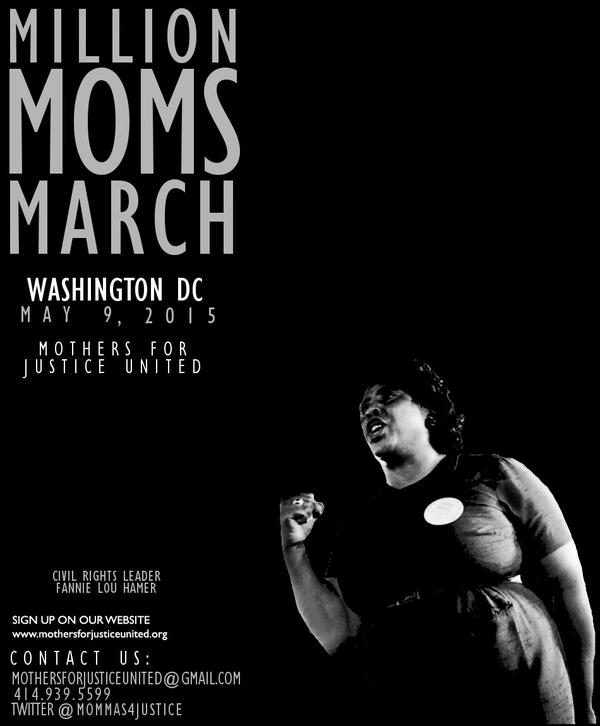 MILLION
MOMS
MARCH
WASHINGTON DC
MAY 9, 2015
MOTHERS FOR
JUSTICE UNITED
CIVIL RIGHTS LEADER
FANNIE LOU HAMER
SIGN UP ON OUR WEBSITE
www.mothersforjusticeunited.org
CONTACT US:
MOTHERSFORJUSTICEUNITED@GMAIL.COM
414.939.5599
TWITTER @MOMMAS4JUSTICE